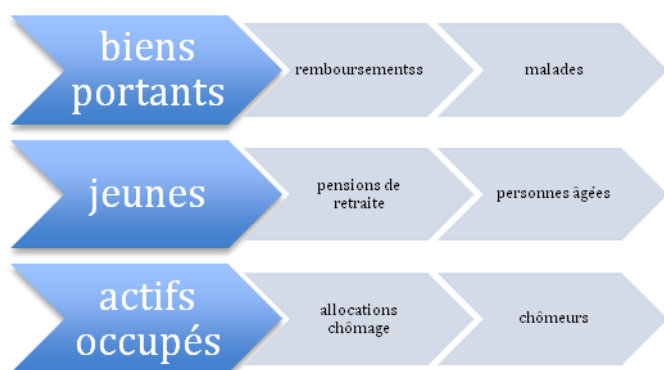 biens
portants
remboursementss
malades
jeunes
pensions de
retraite
personnes âgées
actifs
occupés
allocations
chômage
chômeurs